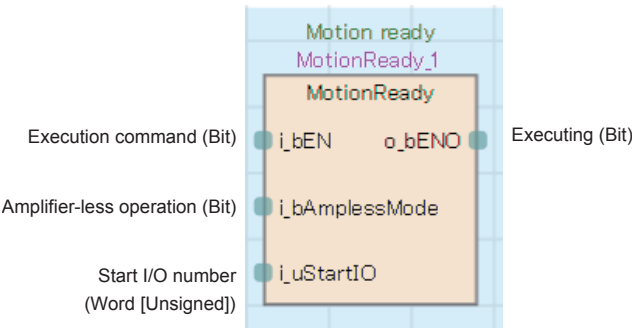 Motion ready
MotionReady_1
MotionReady
Execution command (Bit)
i_bEN
o_bENO
Executing (Bit)
Amplifier-less operation (Bit)
i_bAmplessMode
Start I/O number
(Word [Unsigned])
i_uStartIO